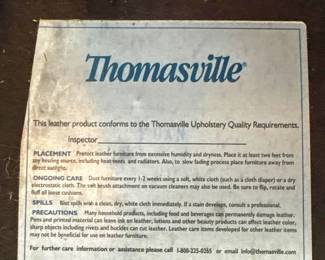 Thomasville®
This leather product conforms to the Thomasville Upholstery Quality Requirements.
Inspector
PLACEMENT Protect leather furniture from excessive humidity and dryness. Place it at least two feet from
any heating source, including heat vents and radiators. Also, to slow fading process place furniture away from
direct sunlight.
ONGOING CARE Dust furniture every 1-2 weeks using a soft, white cloth (such as a cloth diaper) or a dry
electrostatic cloth. The soft brush attachment on vacuum cleaners may also be used. Be sure to flip, rotate and
fluff all loose cushions.
SPILLS Blot spills with a clean, dry, white cloth immediately. If a stain develops, consult a professional.
PRECAUTIONS Many household products, including food and beverages can permanently damage leather.
Pens and printed material can leave ink on leather, lotions and other beauty products can affect leather color,
sharp objects including rivets and buckles can cut leather. Leather care items developed for other leather items
may not be beneficial for use on leather furniture.
For further care information or assistance please call 1-800-225-0265 or email info@thomasville.com.